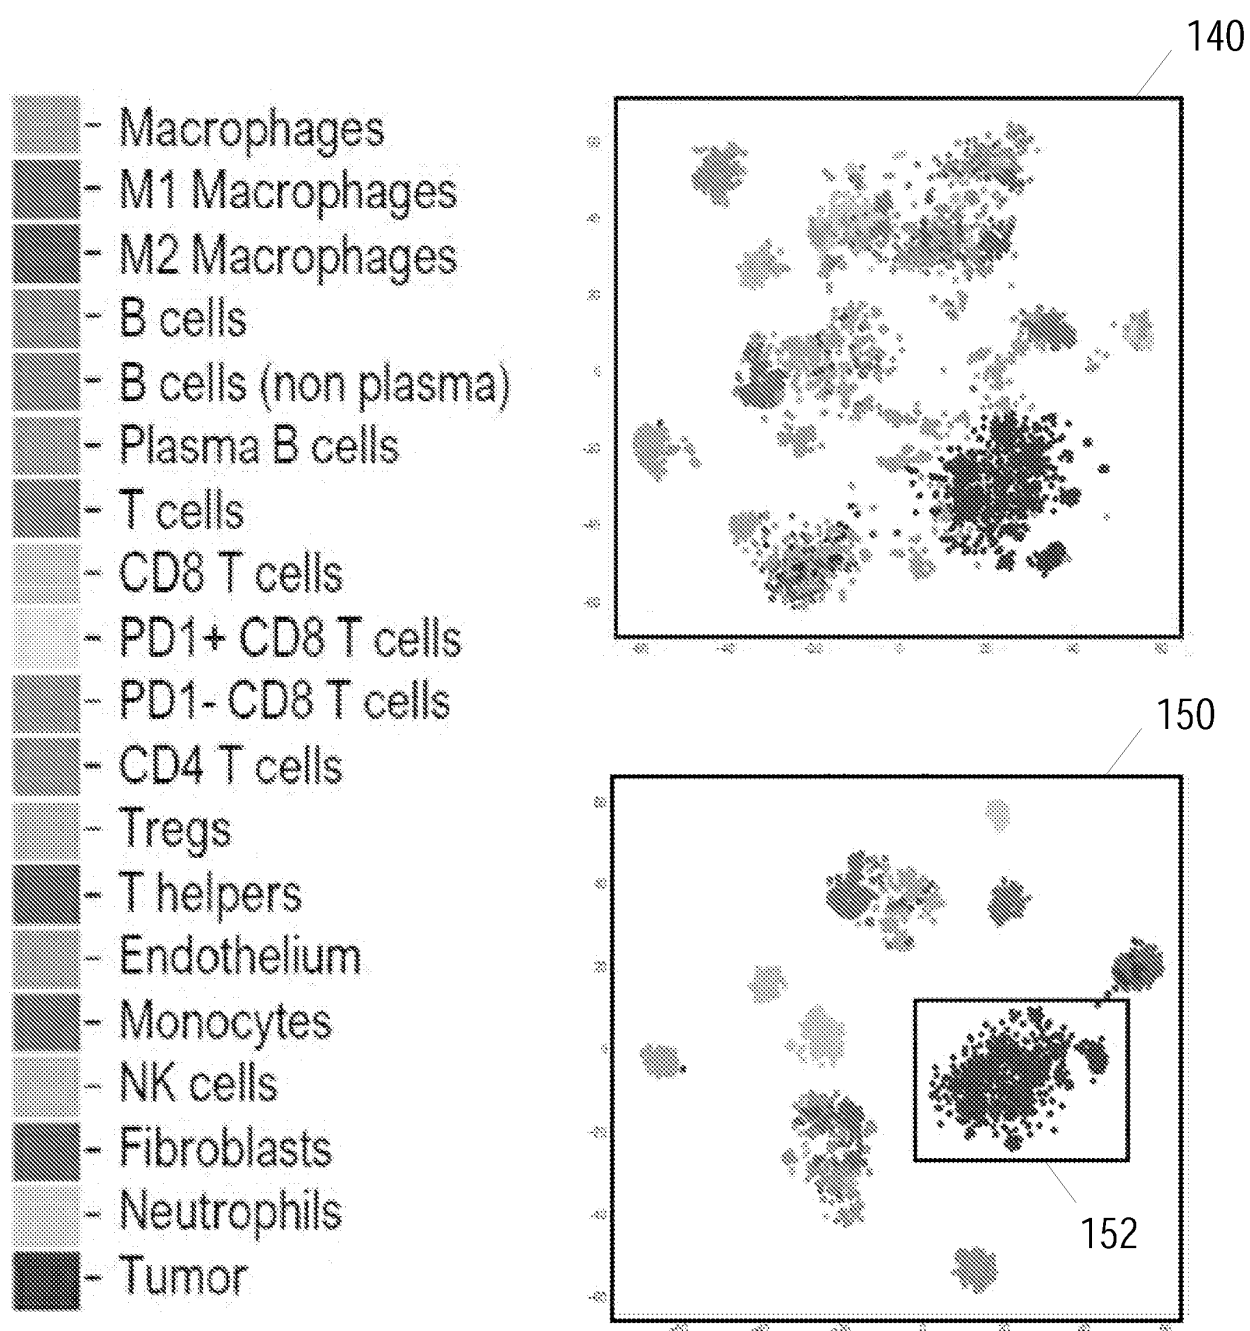 140
Macrophages
M1 Macrophages
M2 Macrophages
B cells
B cells (non plasma)
Plasma B cells
T cells
CD8 T cells
PD1+ CD8 T cells
PD1- CD8 T cells
CD4 T cells
Tregs
T helpers
Endothelium
Monocytes
NK cells
Fibroblasts
Neutrophils
Tumor
150
152